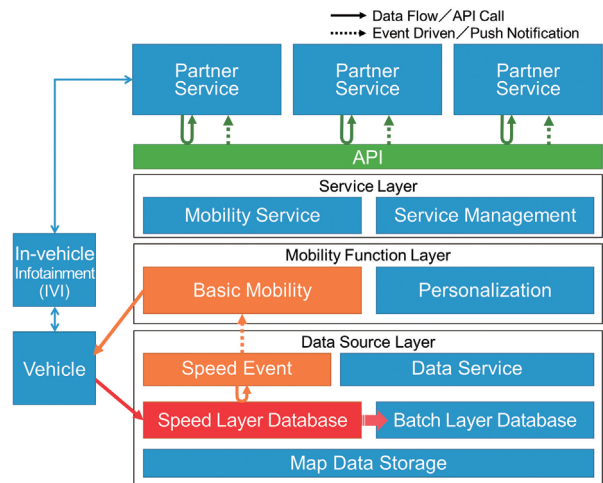 Data Flow／API Call
Event Driven／Push Notification
Partner
Service
Partner
Service
Partner
Service
API
Service Layer
Mobility Service
Service Management
Mobility Function Layer
In-vehicle
Infotainment
(IVI)
Basic Mobility
Personalization
Data Source Layer
Vehicle
Speed Event
Data Service
Speed Layer Database
Batch Layer Database
Map Data Storage